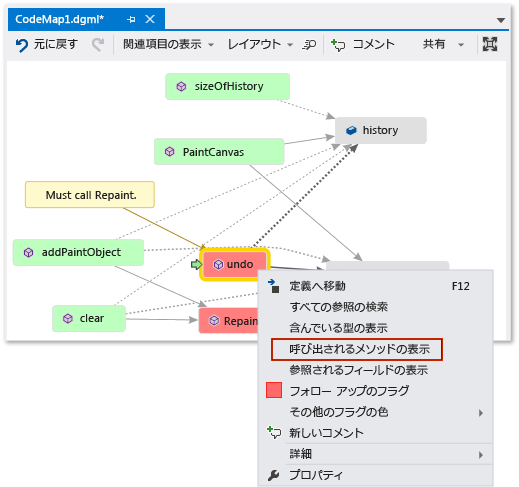 CodeMap1.dgml*
元に戻す
関連項目の表示
レイアウト
コメント
共有
sizeOfHistory
history
PaintCanvas
Must call Repaint.
addPaintObject
undo
clear
Repain
定義へ移動 F12
すべての参照の検索
含んでいる型の表示
呼び出されるメソッドの表示
参照されるフィールドの表示
フォロー アップのフラグ
その他のフラグの色
新しいコメント
詳細
プロパティ